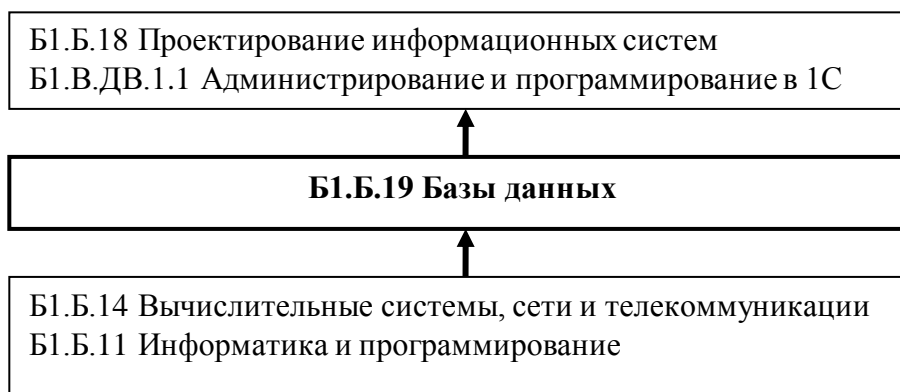 Б1.Б.18 Проектирование информационных систем
Б1.В.ДВ.1.1 Администрирование и программирование в 1С
Б1.Б.19 Базы данных
Б1.Б.14 Вычислительные системы, сети и телекоммуникации
Б1.Б.11 Информатика и программирование